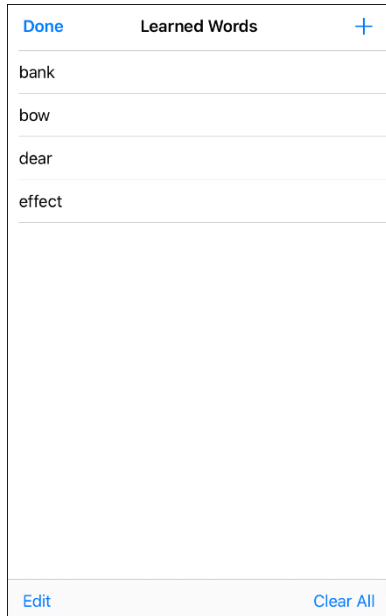 Done Learned Words +
bank
bow
dear
effect
Edit Clear All